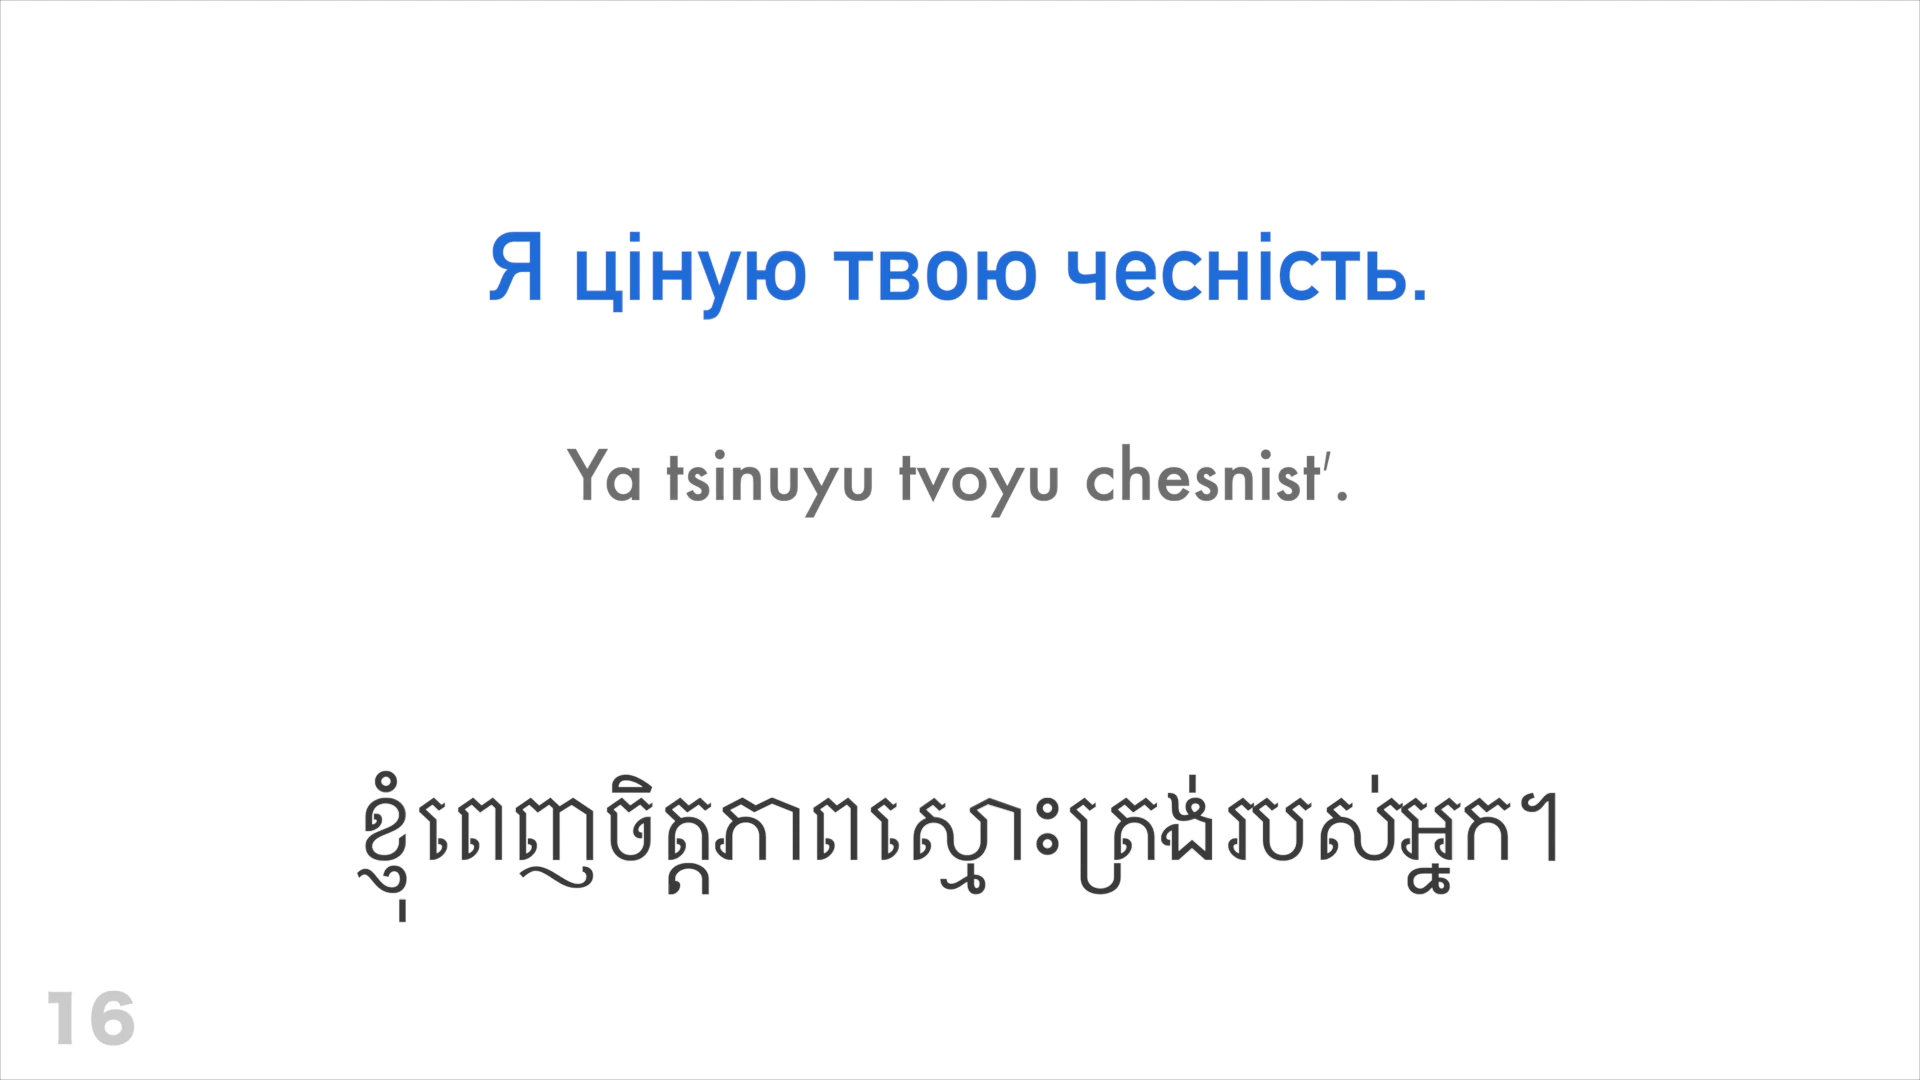 Я ціную твою чесність.
Ya tsinuyu tvoyu chesnistʹ.
ខ្ញុំពេញចិត្តភាពស្មោះត្រង់របស់អ្នក។
16